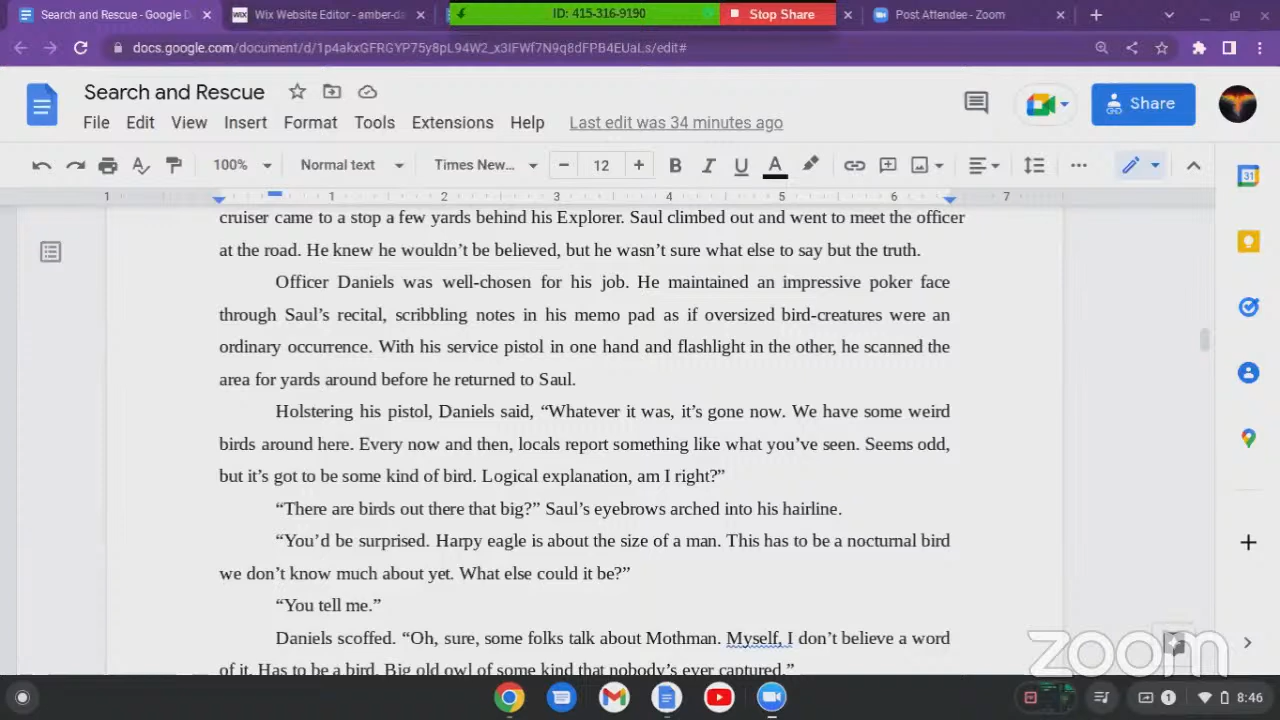 Search and Rescue - Google D
Wix Website Editor - amber-da
ID: 415-316-9190
Stop Share
Post Attendee - Zoom
docs.google.com/document/d/1p4akxGFRGYP75y8pL94W2_x3IFWf7N9q8dFPB4EUaLs/edit#
Search and Rescue
Share
File Edit View Insert Format Tools Extensions Help Last edit was 34 minutes ago
100% Normal text Times New... 12 B I U A
1 1 2 3 4 5 6 7
cruiser came to a stop a few yards behind his Explorer. Saul climbed out and went to meet the officer
at the road. He knew he wouldn’t be believed, but he wasn’t sure what else to say but the truth.
Officer Daniels was well-chosen for his job. He maintained an impressive poker face
through Saul’s recital, scribbling notes in his memo pad as if oversized bird-creatures were an
ordinary occurrence. With his service pistol in one hand and flashlight in the other, he scanned the
area for yards around before he returned to Saul.
Holstering his pistol, Daniels said, “Whatever it was, it’s gone now. We have some weird
birds around here. Every now and then, locals report something like what you’ve seen. Seems odd,
but it’s got to be some kind of bird. Logical explanation, am I right?”
“There are birds out there that big?” Saul’s eyebrows arched into his hairline.
“You’d be surprised. Harpy eagle is about the size of a man. This has to be a nocturnal bird
we don’t know much about yet. What else could it be?”
“You tell me.”
Daniels scoffed. “Oh, sure, some folks talk about Mothman. Myself, I don’t believe a word
of it. Has to be a bird. Big old owl of some kind that nobody’s ever captured.”
zoom
31
1 8:46